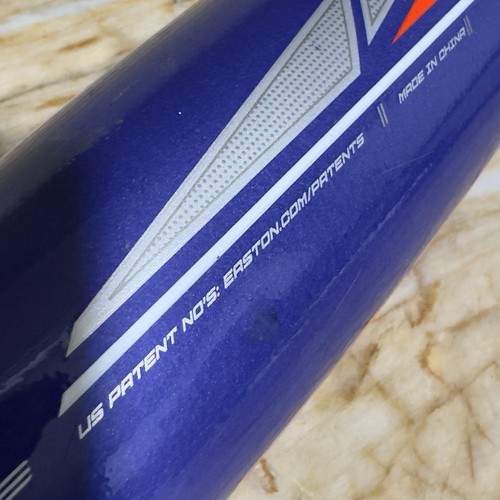 US PATENT NO'S: EASTON.COM/PATENTS || MADE IN CHINA ||